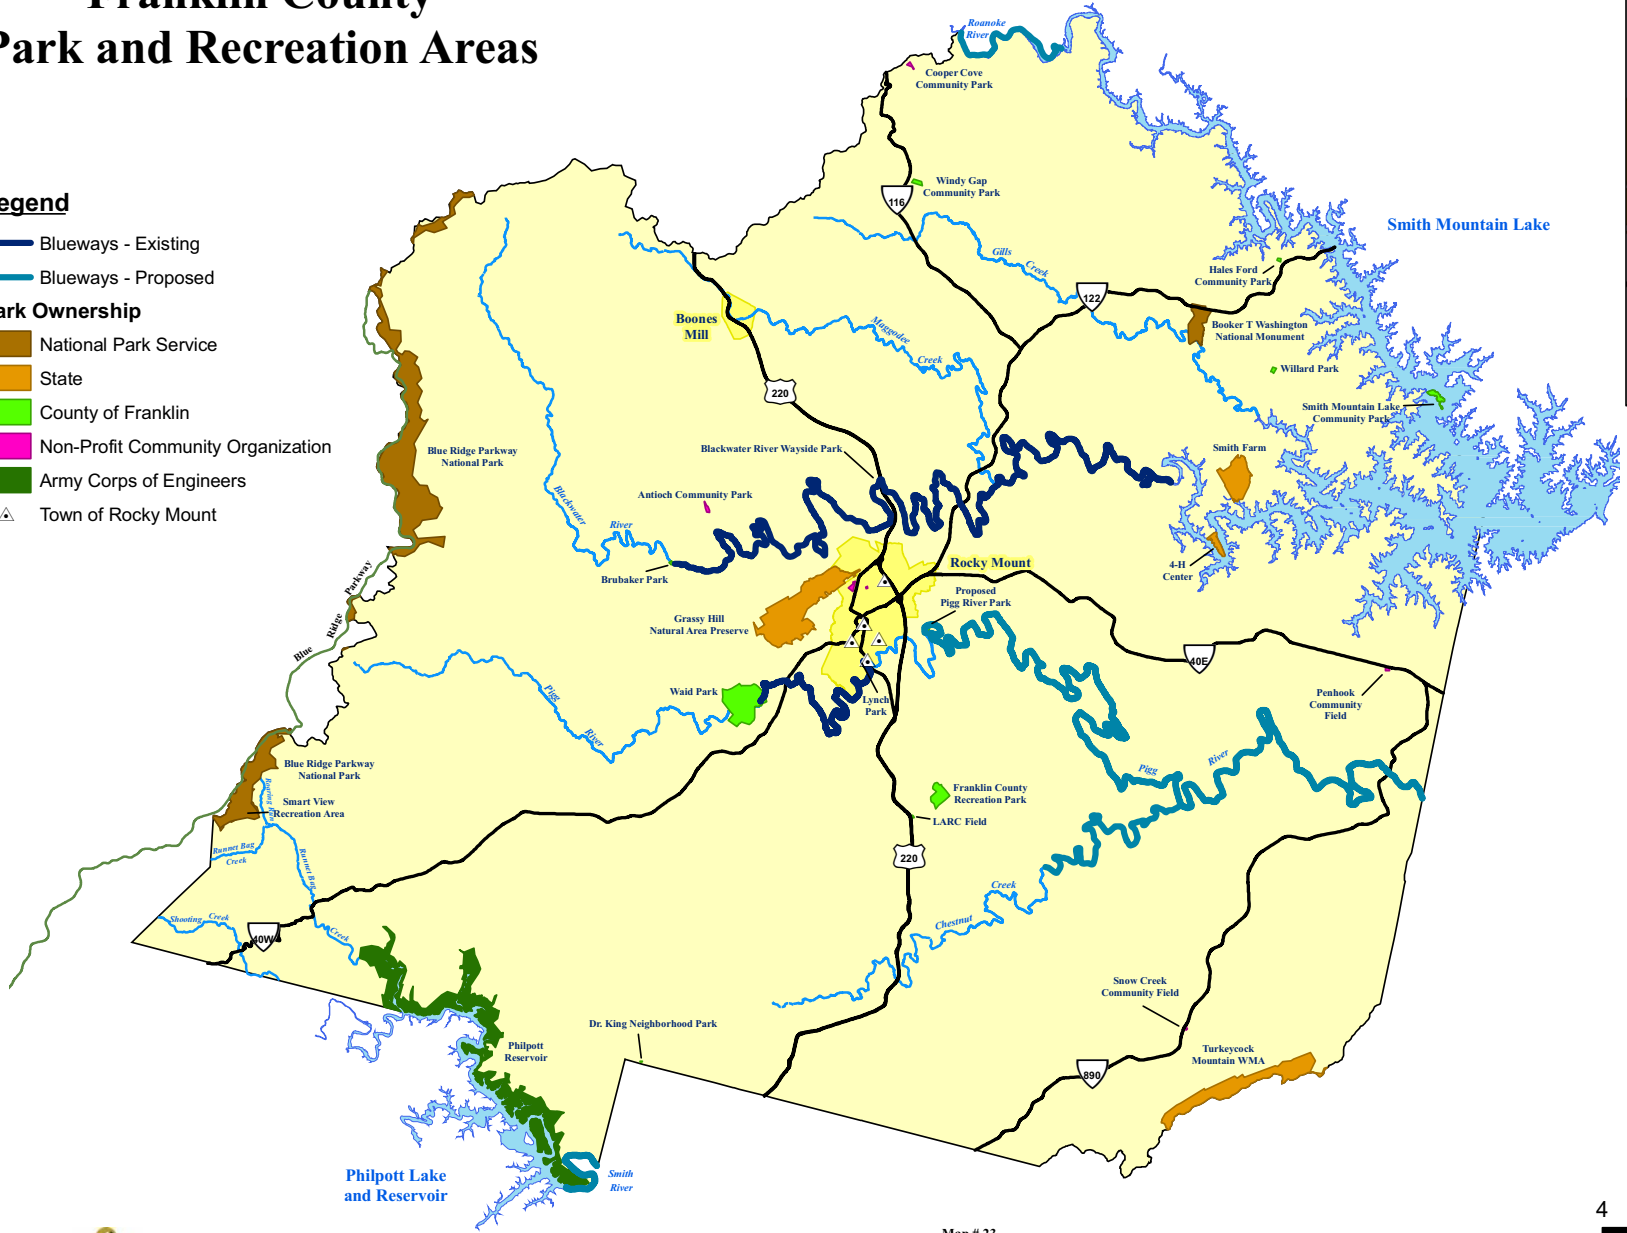 Franklin County
Park and Recreation Areas
egend
Blueways - Existing
Blueways - Proposed
ark Ownership
National Park Service
State
County of Franklin
Non-Profit Community Organization
Army Corps of Engineers
Town of Rocky Mount
Roanoke
River
Cooper Cove
Community Park
Windy Gap
Community Park
116
Smith Mountain Lake
Gills
Creek
Hales Ford
Community Park
122
Boones
Mill
Maggodee
Creek
Booker T Washington
National Monument
Willard Park
220
Smith Mountain Lake
Community Park
Blue Ridge Parkway
National Park
Blackwater River Wayside Park
Smith Farm
Antioch Community Park
Blackwater
River
Brubaker Park
Rocky Mount
4-H
Center
Proposed
Pigg River Park
Grassy Hill
Natural Area Preserve
Blue
Ridge
Parkway
40E
Waid Park
Pigg
River
Lynch
Park
Penhook
Community
Field
Blue Ridge Parkway
National Park
Smart View
Recreation Area
Roaring Run
Pigg
River
Franklin County
Recreation Park
LARC Field
Runnet Bag
Creek
Runnet Bag
Creek
220
Creek
Chestnut
Shooting Creek
40W
Snow Creek
Community Field
Dr. King Neighborhood Park
Philpott
Reservoir
Turkeycock
Mountain WMA
890
Philpott Lake
and Reservoir
Smith
River
4
Map # 23